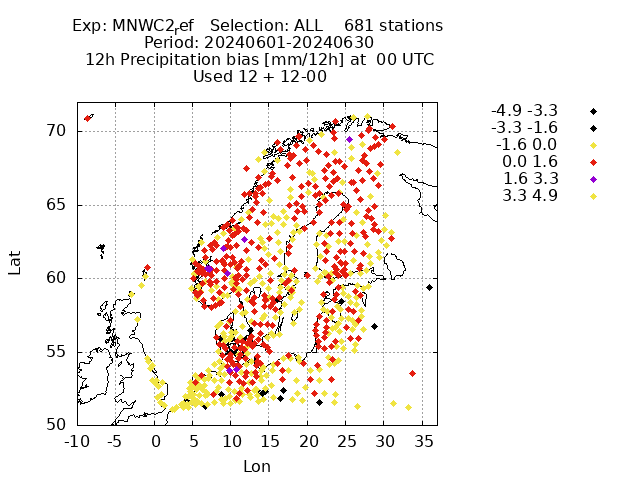 Exp: MNWC2ref Selection: ALL 681 stations
Period: 20240601-20240630
12h Precipitation bias [mm/12h] at 00 UTC
Used 12 + 12-00
-4.9 -3.3
-3.3 -1.6
-1.6 0.0
0.0 1.6
1.6 3.3
3.3 4.9
70
65
60
55
50
Lat
-10 -5 0 5 10 15 20 25 30 35
Lon